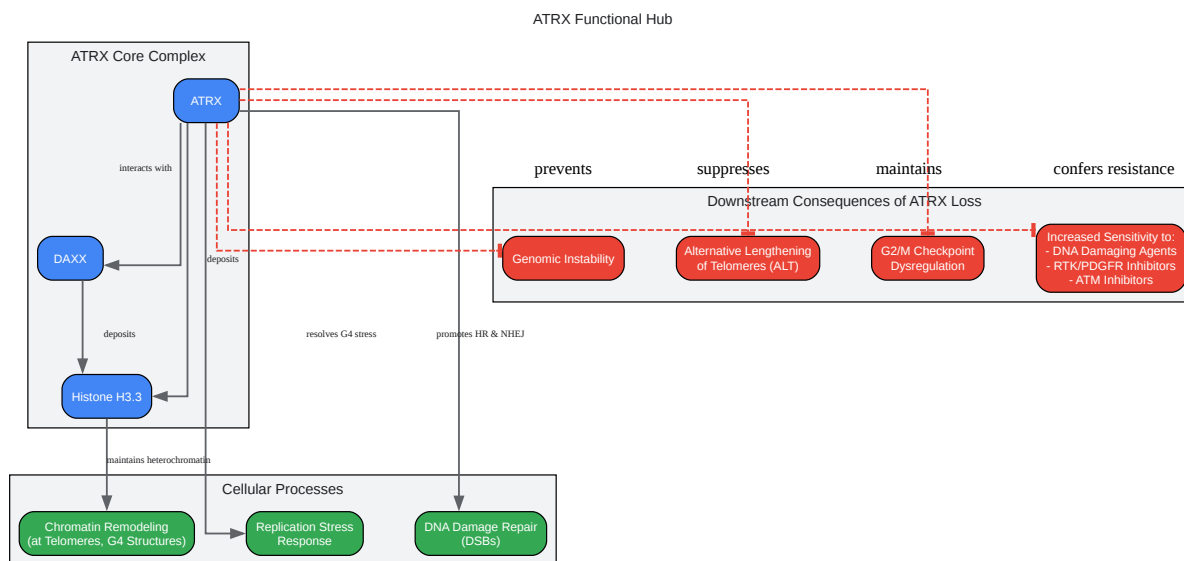 ATRX Functional Hub
ATRX Core Complex
ATRX
interacts with
prevents
suppresses
maintains
confers resistance
Downstream Consequences of ATRX Loss
DAXX
deposits
Genomic Instability
Alternative Lengthening
of Telomeres (ALT)
G2/M Checkpoint
Dysregulation
Increased Sensitivity to:
- DNA Damaging Agents
- RTK/PDGFR Inhibitors
- ATM Inhibitors
deposits
resolves G4 stress
promotes HR & NHEJ
Histone H3.3
maintains heterochromatin
Cellular Processes
Chromatin Remodeling
(at Telomeres, G4 Structures)
Replication Stress
Response
DNA Damage Repair
(DSBs)